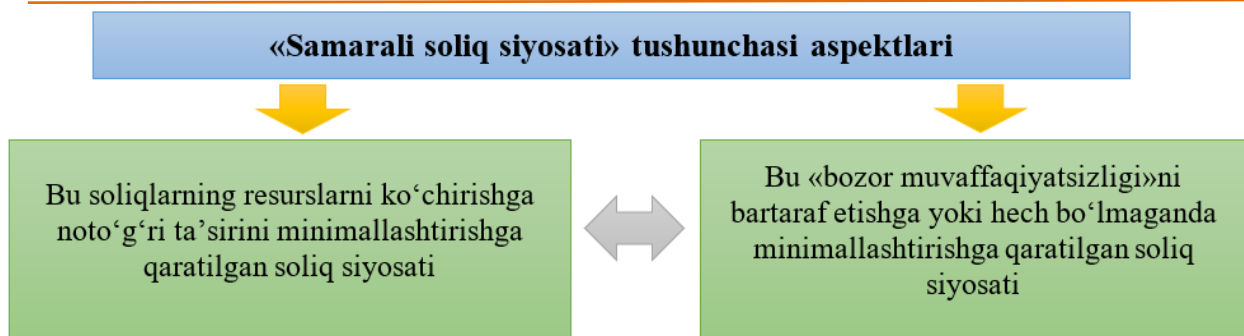 «Samarali soliq siyosati» tushunchasi aspektlari
Bu soliqlarning resurslarni ko‘chirishga
noto‘g‘ri ta’sirini minimallashtirishga
qaratilgan soliq siyosati
Bu «bozor muvaffaqiyatsizligi»ni
bartaraf etishga yoki hech bo‘lmaganda
minimallashtirishga qaratilgan soliq
siyosati